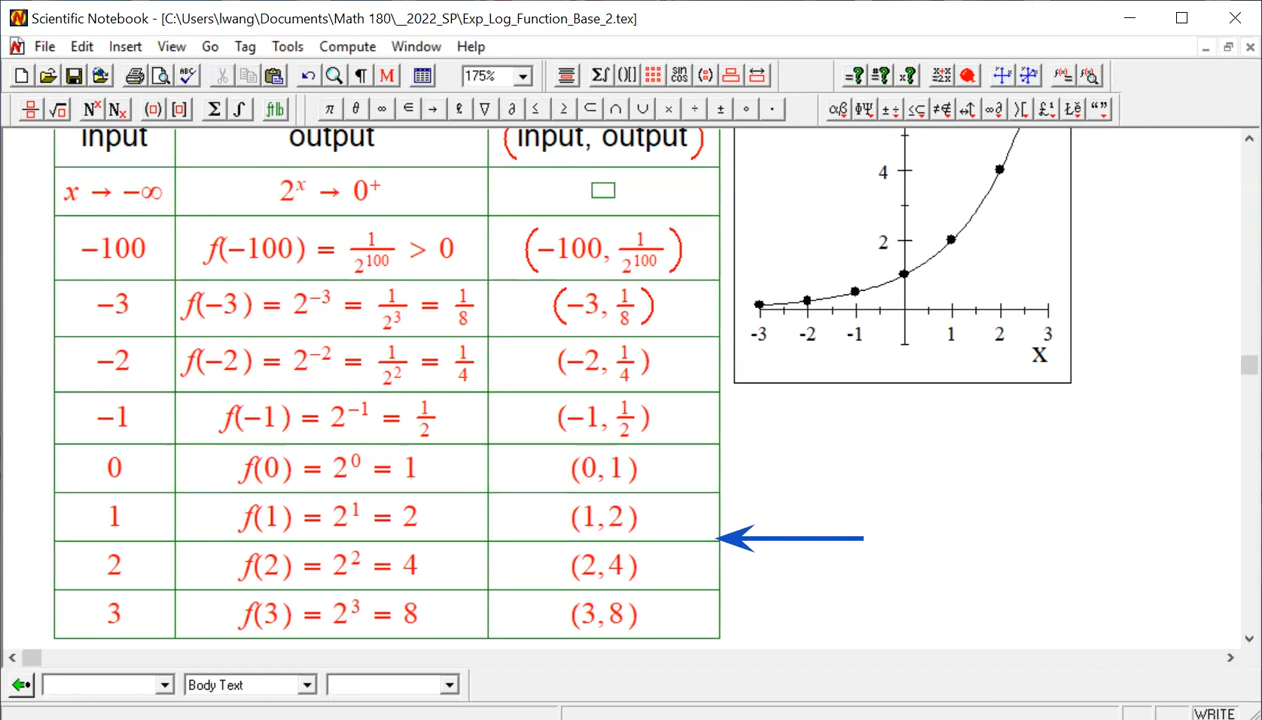 Scientific Notebook - [C:\Users\lwang\Documents\Math 180\__2022_SP\Exp_Log_Function_Base_2.tex]
File Edit Insert View Go Tag Tools Compute Window Help
175%
input output (input, output)
x → −∞ 2^x → 0^+
−100 f(−100) = 1/2^100 > 0 (−100, 1/2^100)
−3 f(−3) = 2^−3 = 1/2^3 = 1/8 (−3, 1/8)
−2 f(−2) = 2^−2 = 1/2^2 = 1/4 (−2, 1/4)
−1 f(−1) = 2^−1 = 1/2 (−1, 1/2)
0 f(0) = 2^0 = 1 (0, 1)
1 f(1) = 2^1 = 2 (1, 2)
2 f(2) = 2^2 = 4 (2, 4)
3 f(3) = 2^3 = 8 (3, 8)
4
2
-3 -2 -1 1 2 3
X
Body Text
WRITE